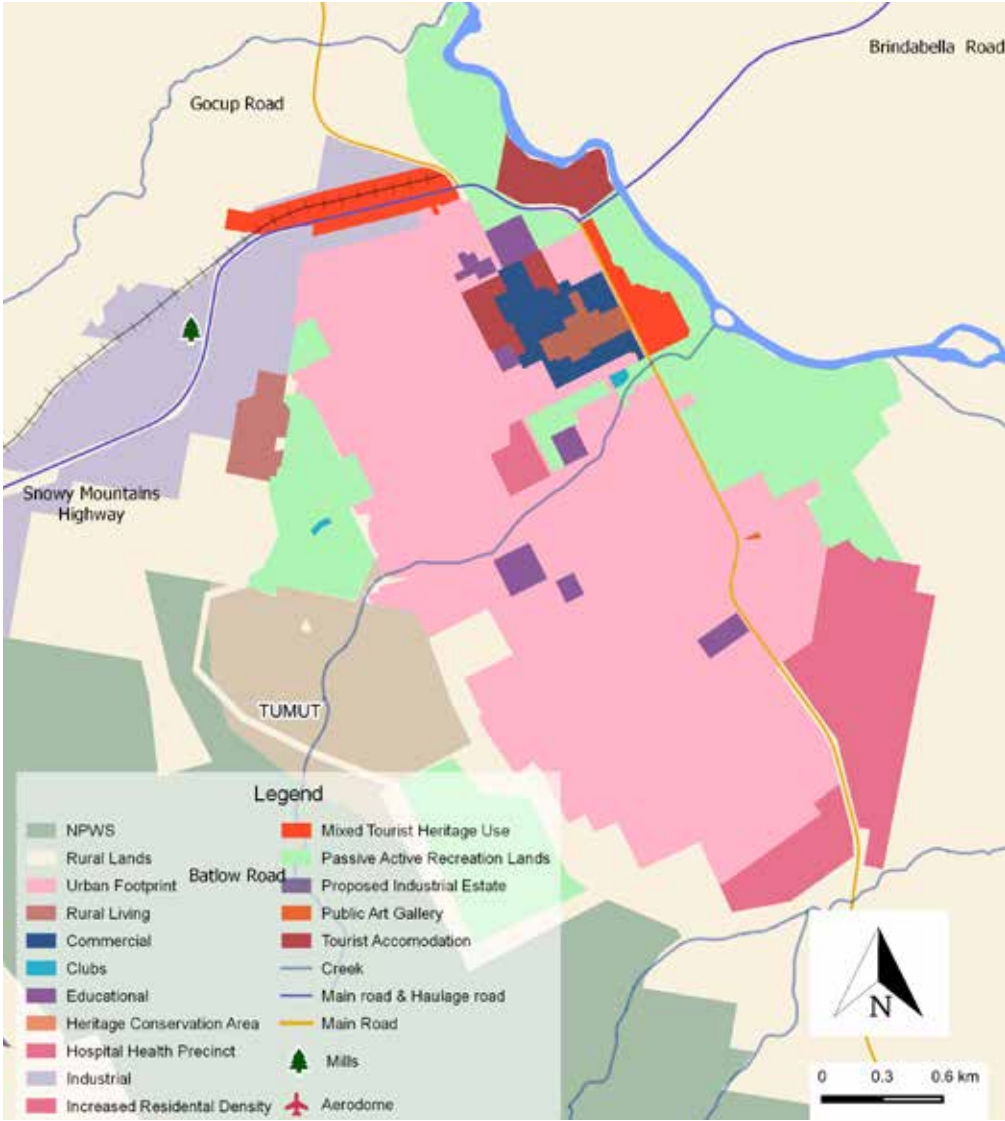 Brindabella Road
Gocup Road
Snowy Mountains
Highway
TUMUT
Legend
NPWS
Rural Lands
Urban Footprint
Rural Living
Commercial
Clubs
Educational
Heritage Conservation Area
Hospital Health Precinct
Industrial
Increased Residental Density
Mixed Tourist Heritage Use
Passive Active Recreation Lands
Proposed Industrial Estate
Public Art Gallery
Tourist Accomodation
Creek
Main road & Haulage road
Main Road
Mills
Aerodome
Batlow Road
N
0 0.3 0.6 km